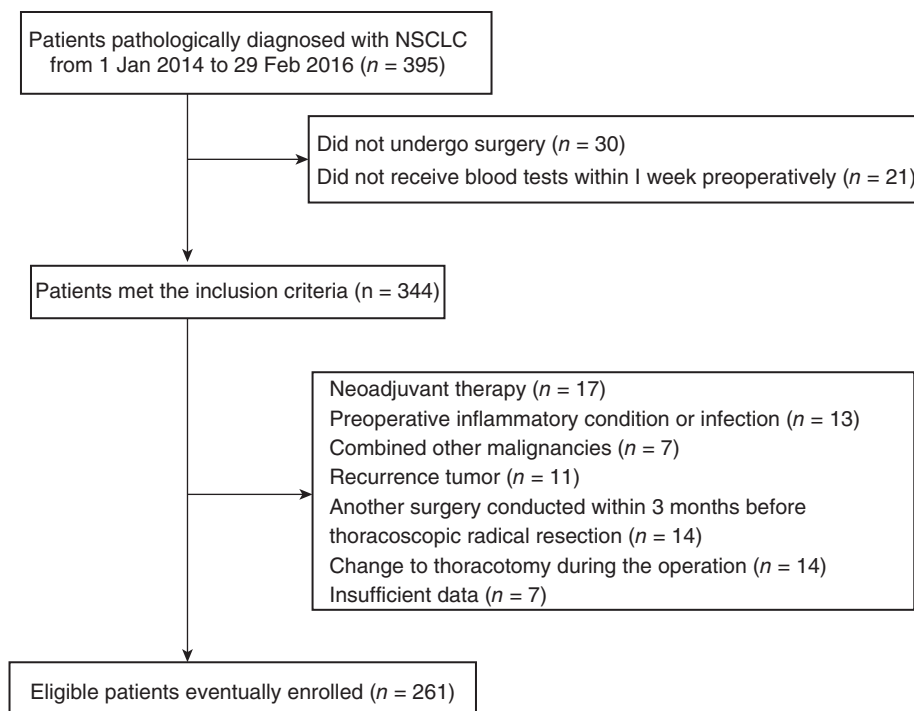 Patients pathologically diagnosed with NSCLC
from 1 Jan 2014 to 29 Feb 2016 (n = 395)
Did not undergo surgery (n = 30)
Did not receive blood tests within I week preoperatively (n = 21)
Patients met the inclusion criteria (n = 344)
Neoadjuvant therapy (n = 17)
Preoperative inflammatory condition or infection (n = 13)
Combined other malignancies (n = 7)
Recurrence tumor (n = 11)
Another surgery conducted within 3 months before
thoracoscopic radical resection (n = 14)
Change to thoracotomy during the operation (n = 14)
Insufficient data (n = 7)
Eligible patients eventually enrolled (n = 261)